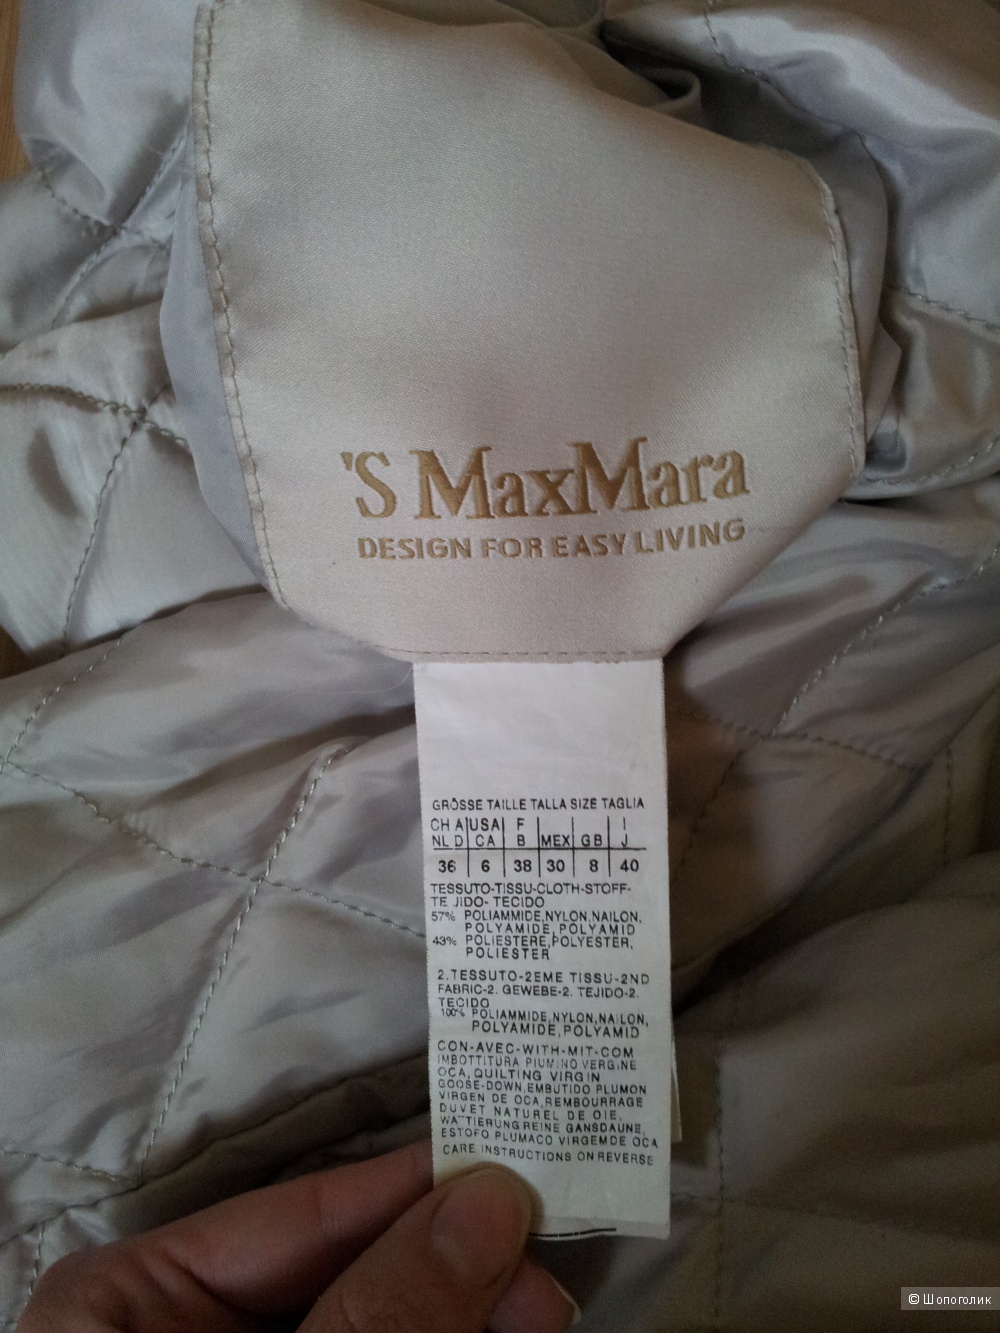 'S MaxMara
DESIGN FOR EASY LIVING
GRÖSSE TAILLE TALLA SIZE TAGLIA
CH A USA F I
NL D CA B MEX GB J
36 6 38 30 8 40
TESSUTO-TISSU-CLOTH-STOFF-
TE JIDO- TECIDO
57% POLIAMMIDE,NYLON,NAILON,
POLYAMIDE, POLYAMID
43% POLIESTERE,POLYESTER,
POLIESTER
2.TESSUTO-2EME TISSU-2ND
FABRIC-2. GEWEBE-2. TEJIDO-2.
TECIDO
100% POLIAMMIDE,NYLON,NAILON,
POLYAMIDE,POLYAMID
CON-AVEC-WITH-MIT-COM
IMBOTTITURA PIUMINO VERGINE
OCA,QUILTING VIRGIN
GOOSE-DOWN,EMBUTIDO PLUMON
VIRGEN DE OCA,REMBOURRAGE
DUVET NATUREL DE OIE,
WATTIERUNG REINE GANSDAUNE,
ESTOFO PLUMACO VIRGEMDE OCA
CARE INSTRUCTIONS ON REVERSE
© Шопоголик